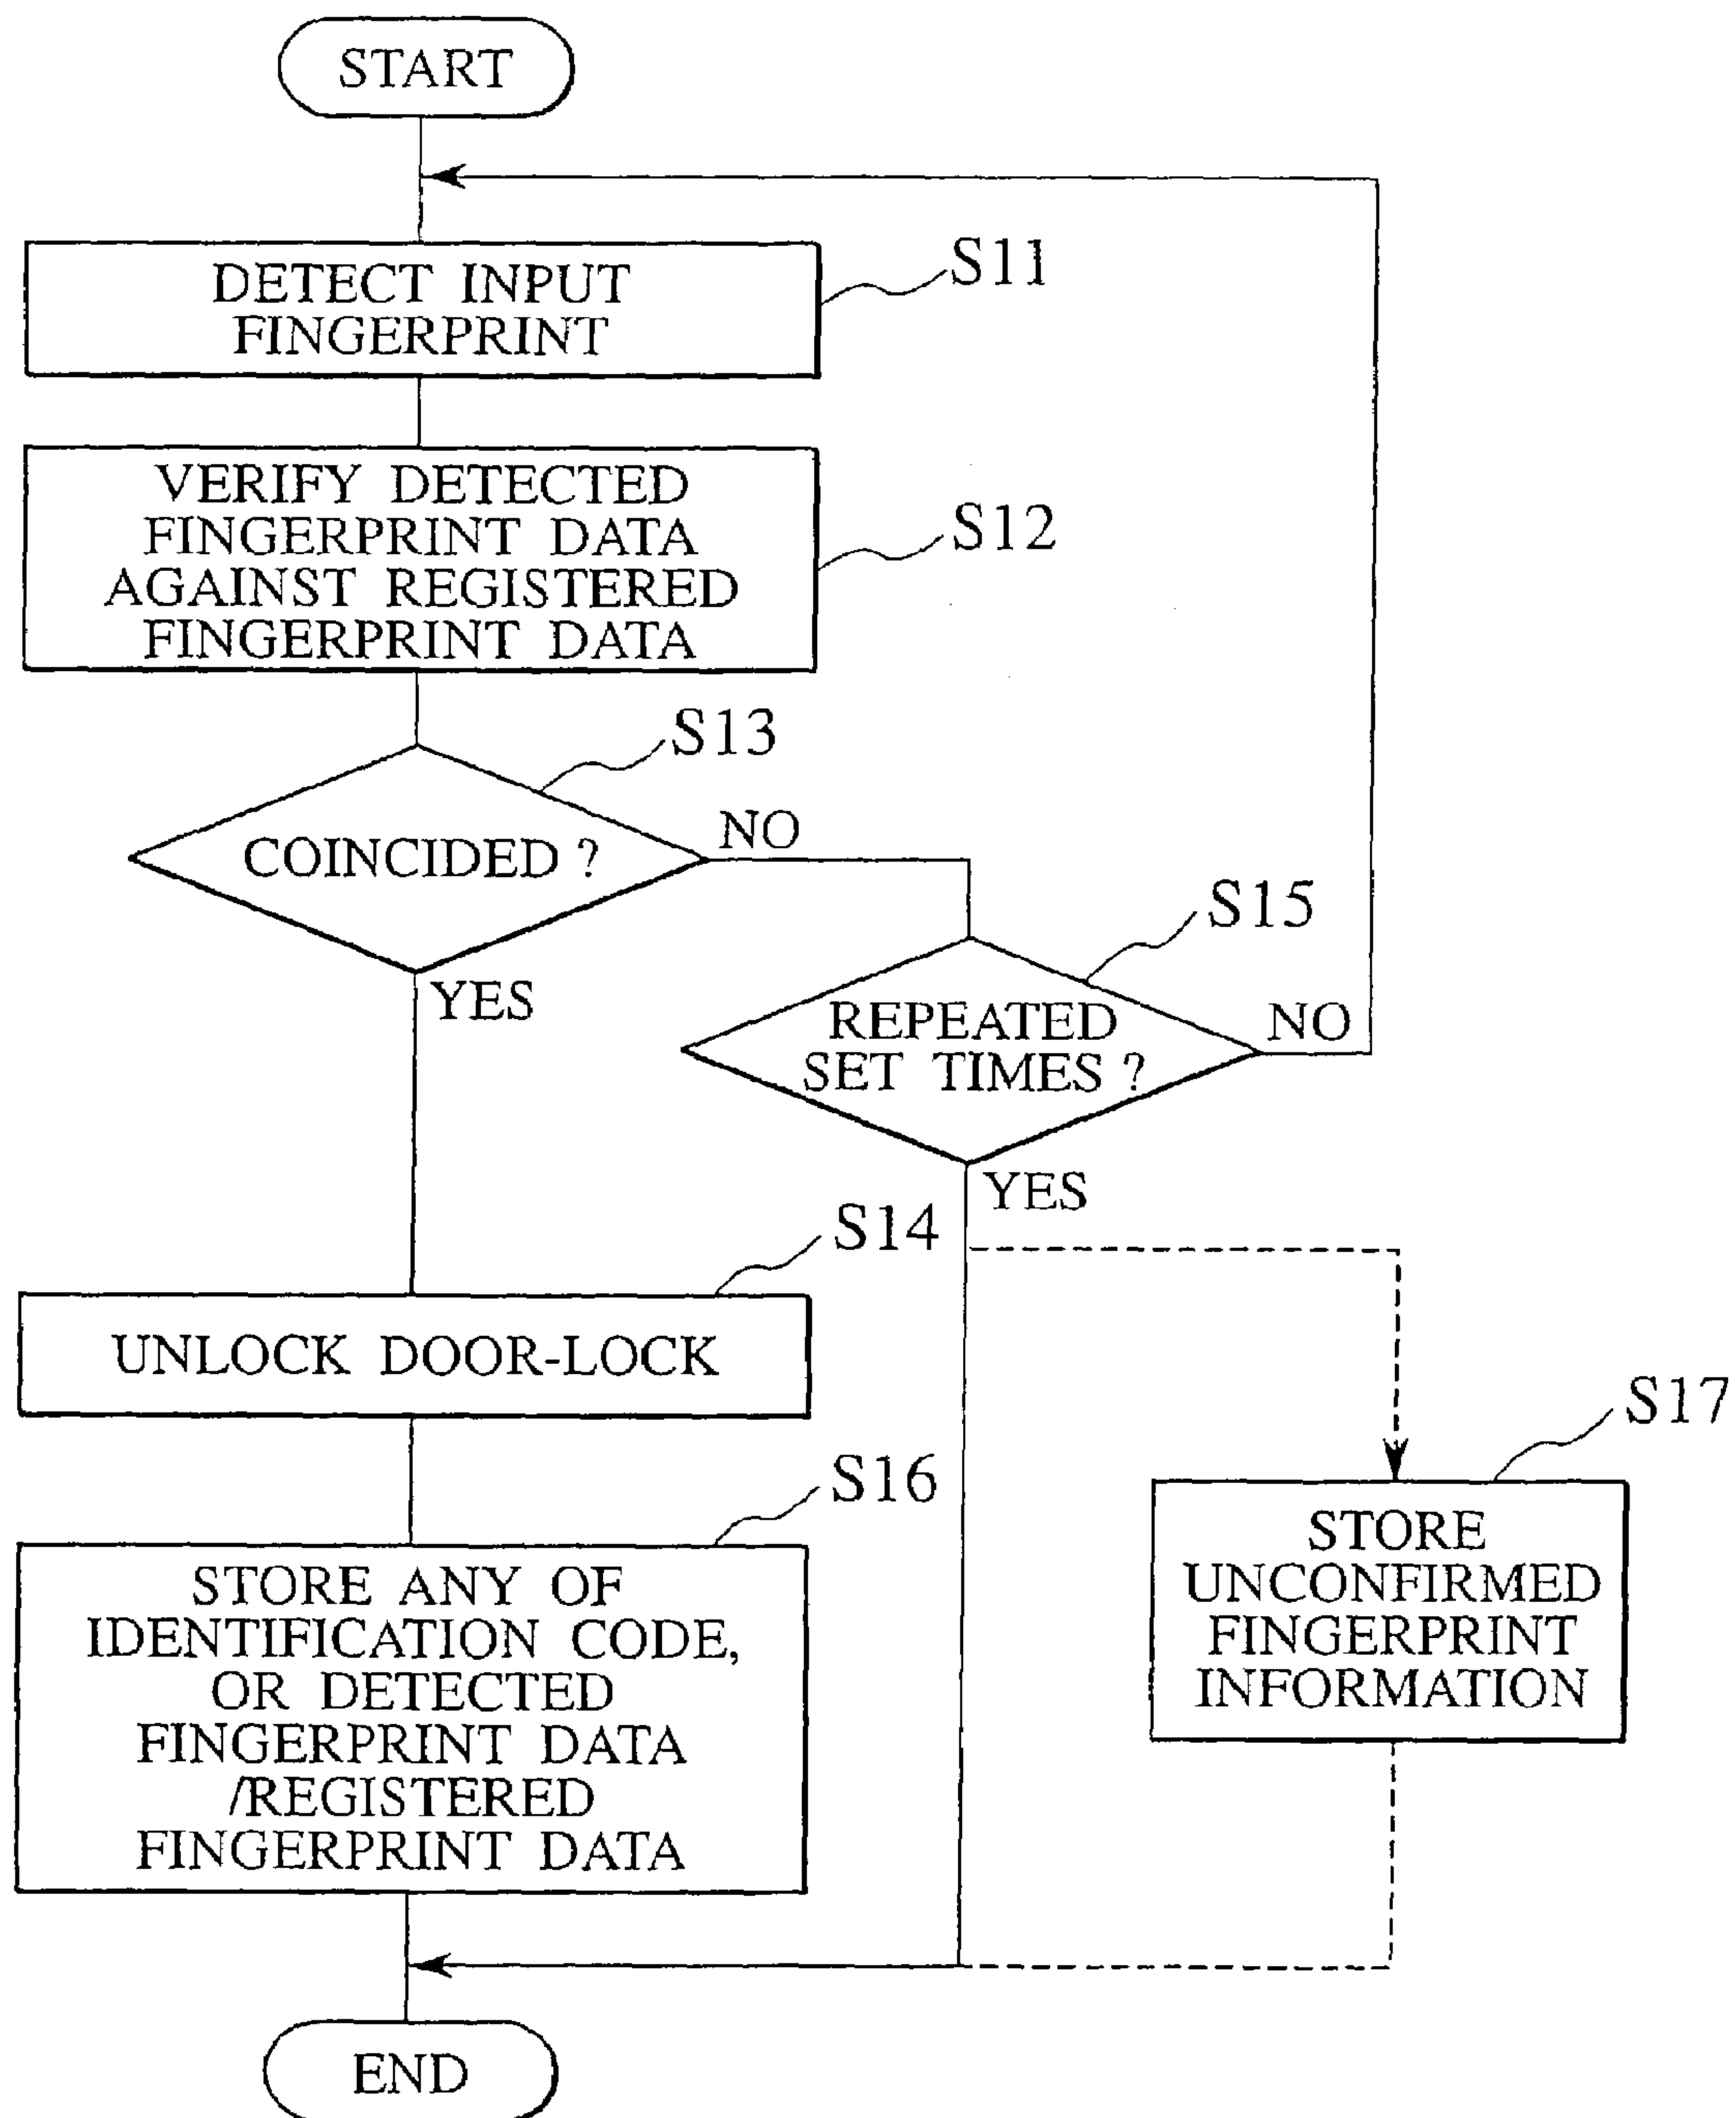 START
DETECT INPUT
FINGERPRINT
S11
VERIFY DETECTED
FINGERPRINT DATA
AGAINST REGISTERED
FINGERPRINT DATA
S12
S13
COINCIDED ?
NO
YES
S15
REPEATED
SET TIMES ?
NO
YES
S14
UNLOCK DOOR-LOCK
S16
STORE ANY OF
IDENTIFICATION CODE,
OR DETECTED
FINGERPRINT DATA
/REGISTERED
FINGERPRINT DATA
S17
STORE
UNCONFIRMED
FINGERPRINT
INFORMATION
END